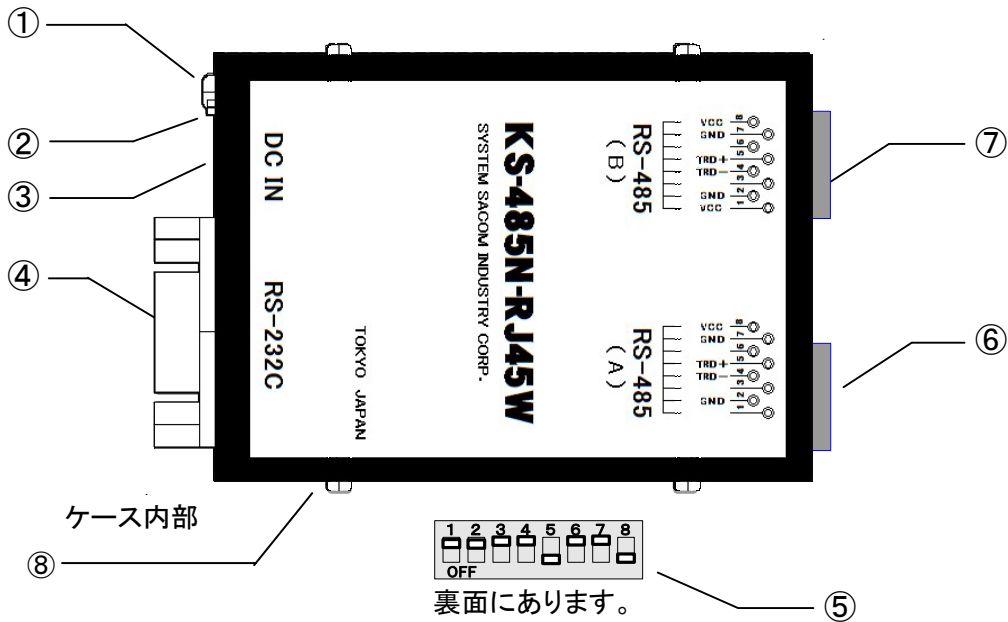 ①
②
③
④
DC IN
RS-232C
KS-485N-RJ45W
SYSTEM SACOM INDUSTRY CORP.
TOKYO JAPAN
RS-485
(B)
VCC 8
GND 7
6
TRD+ 5
TRD- 4
3
GND 2
VCC 1
RS-485
(A)
VCC 8
GND 7
6
TRD+ 5
TRD- 4
3
GND 2
1
⑦
⑥
ケース内部
⑧
1 2 3 4 5 6 7 8
OFF
裏面にあります。
⑤